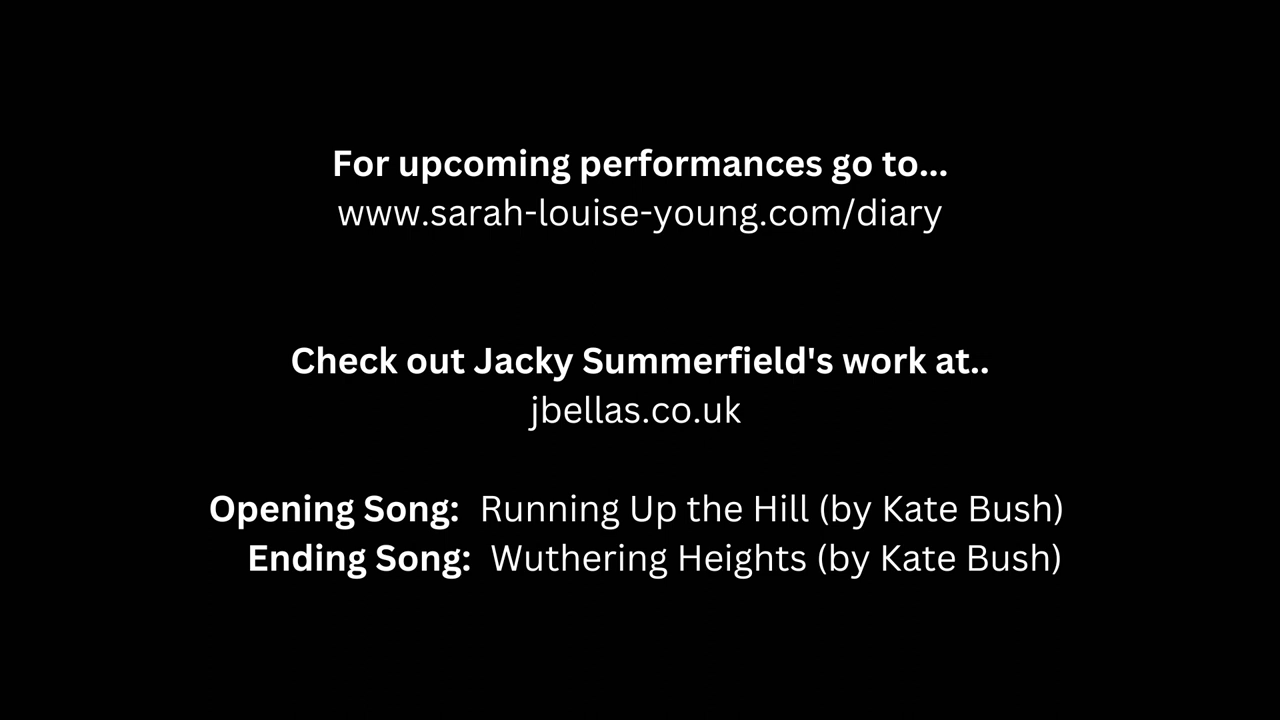 For upcoming performances go to...
www.sarah-louise-young.com/diary
Check out Jacky Summerfield's work at..
jbellas.co.uk
Opening Song: Running Up the Hill (by Kate Bush)
Ending Song: Wuthering Heights (by Kate Bush)